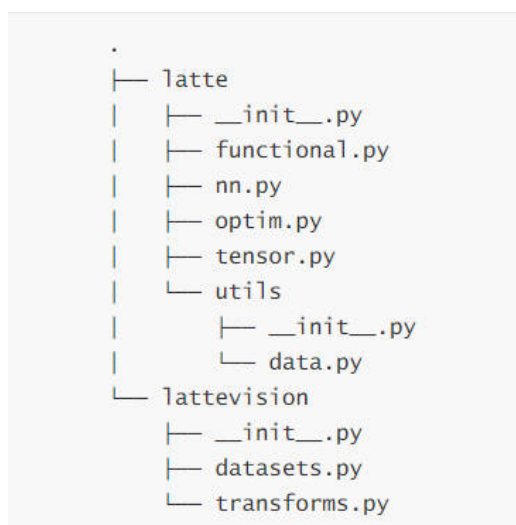 .
├── latte
│   ├── __init__.py
│   ├── functional.py
│   ├── nn.py
│   ├── optim.py
│   ├── tensor.py
│   └── utils
│       ├── __init__.py
│       └── data.py
└── lattevision
    ├── __init__.py
    ├── datasets.py
    └── transforms.py